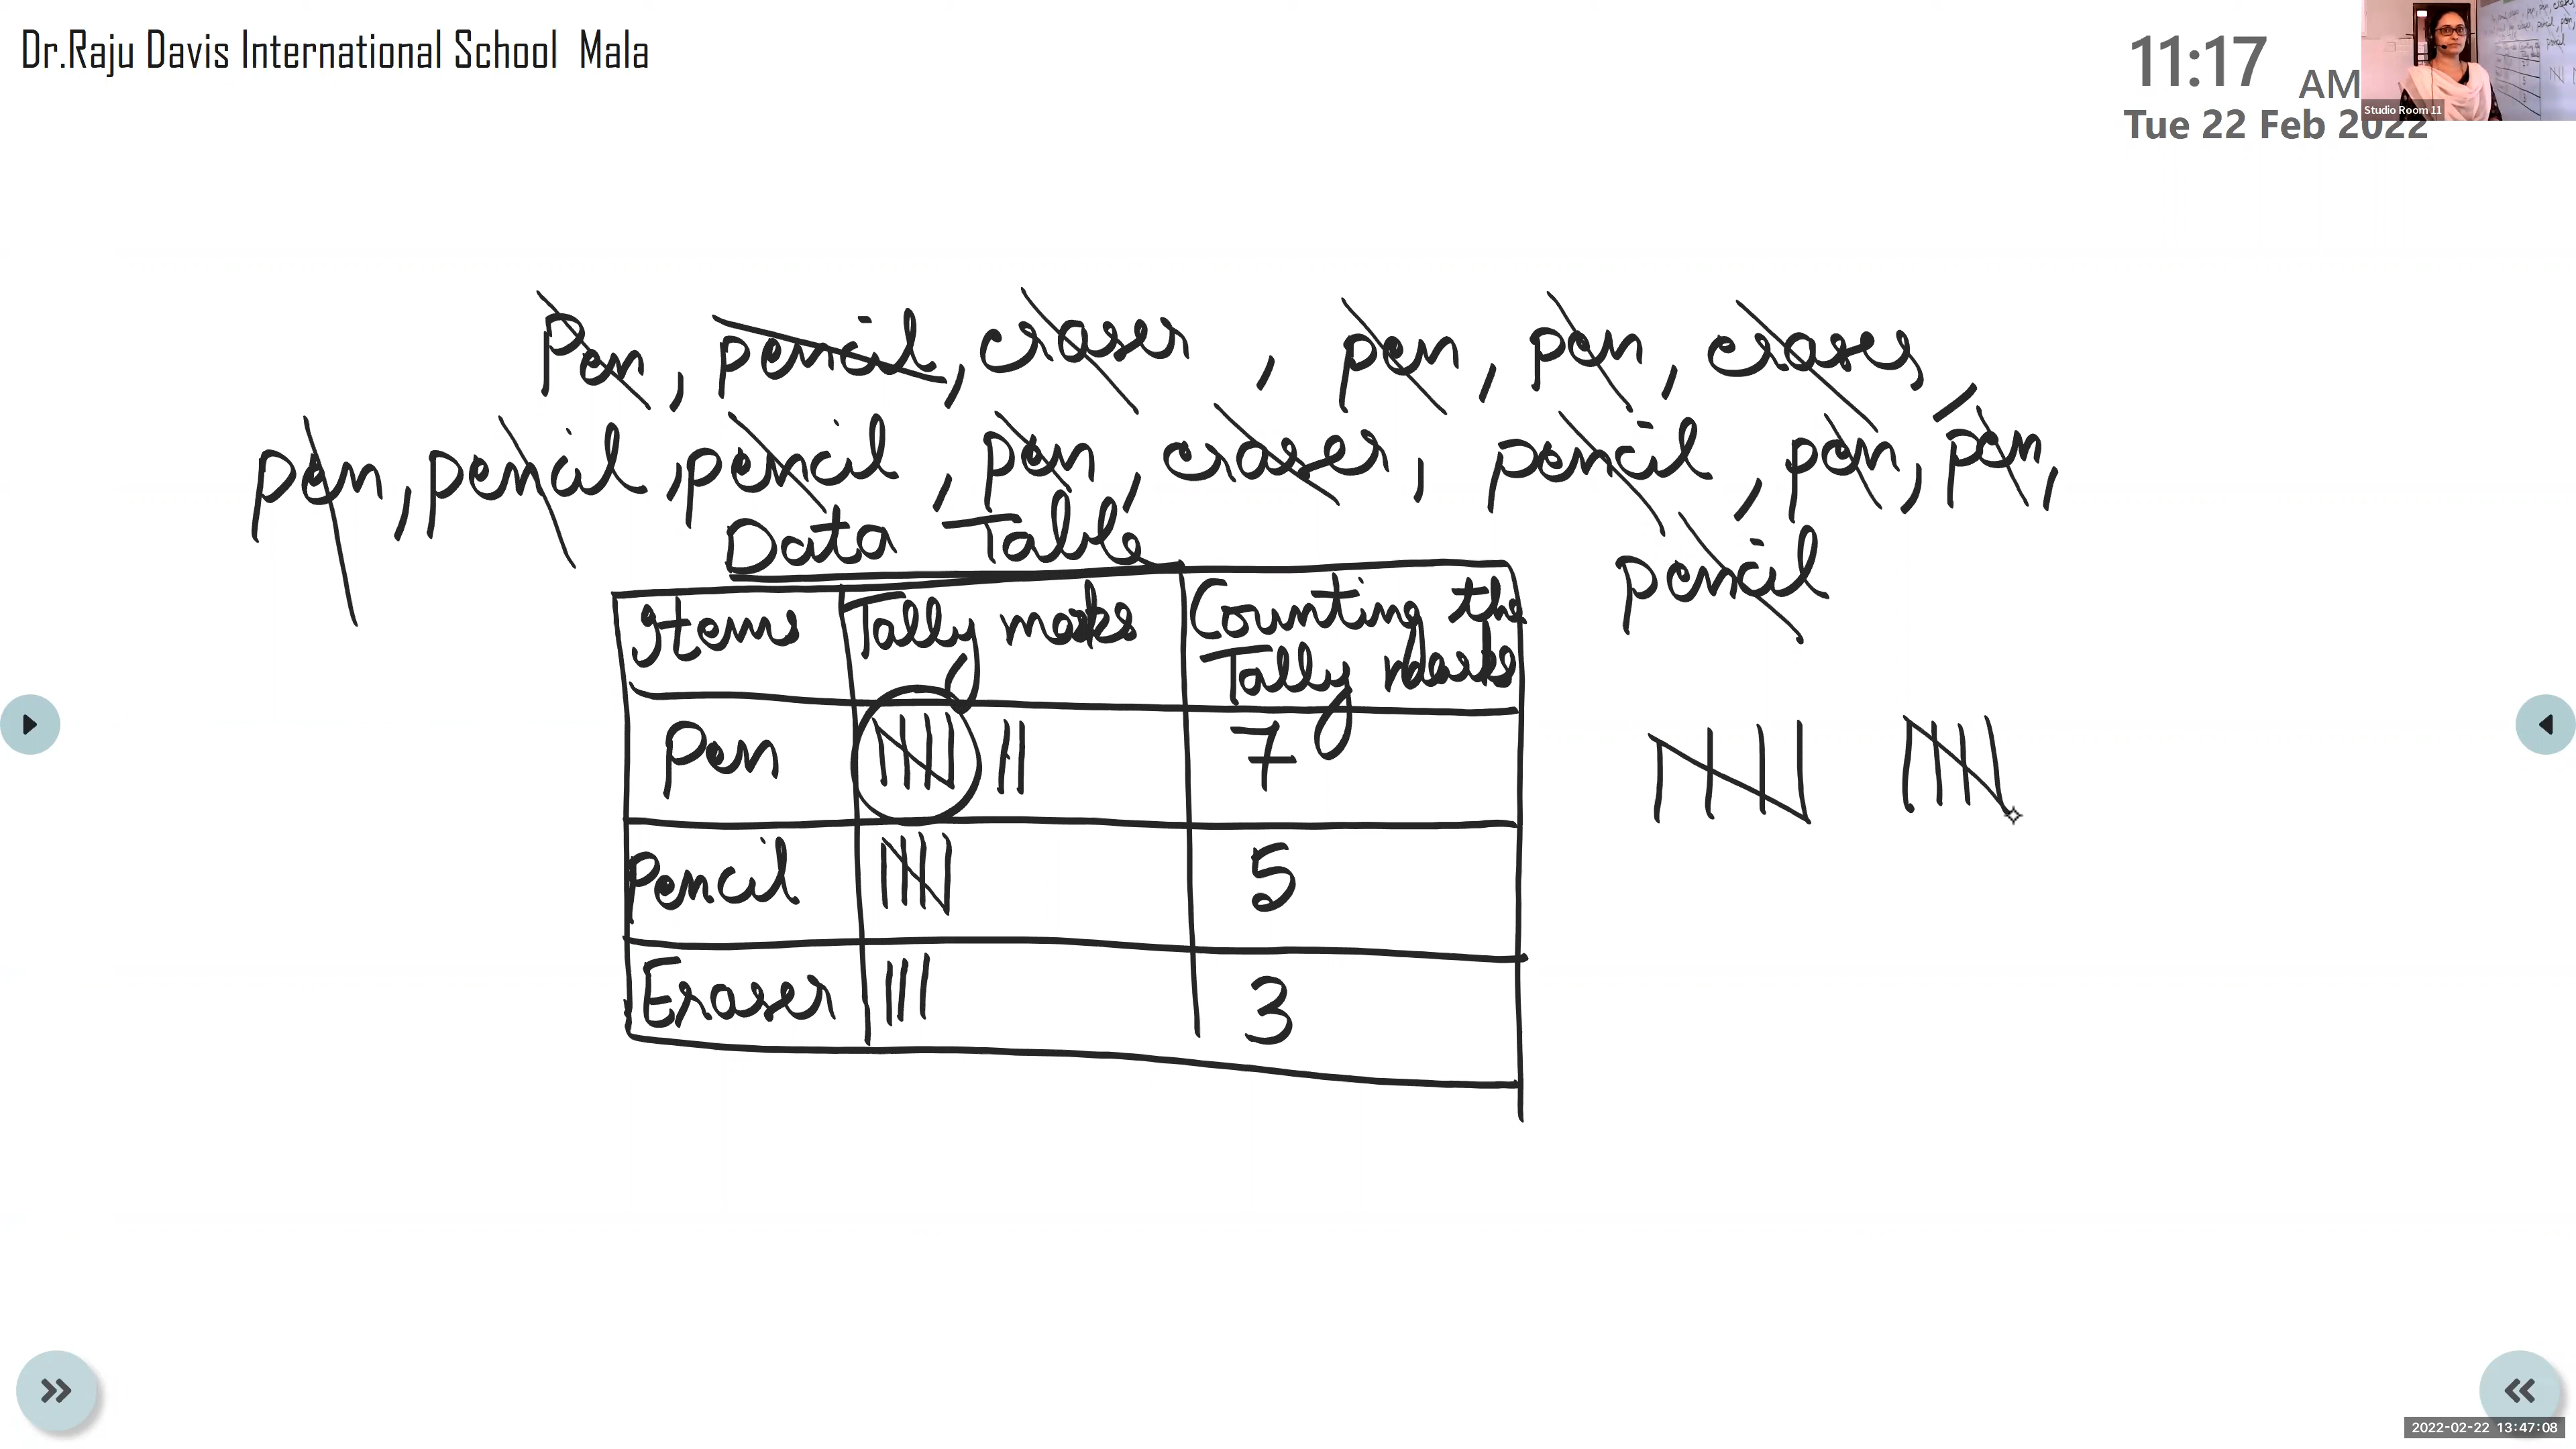 Dr.Raju Davis International School Mala
11:17 AM
Studio Room 11
Tue 22 Feb 2022
Pen, pencil, eraser, pen, pen, eraser,
pen, pencil, pencil, pen, eraser, pencil, pen, pen,
pencil
Data Table
Items Tally marks Counting the
Tally marks
Pen 7
Pencil 5
Eraser 3
2022-02-22 13:47:08